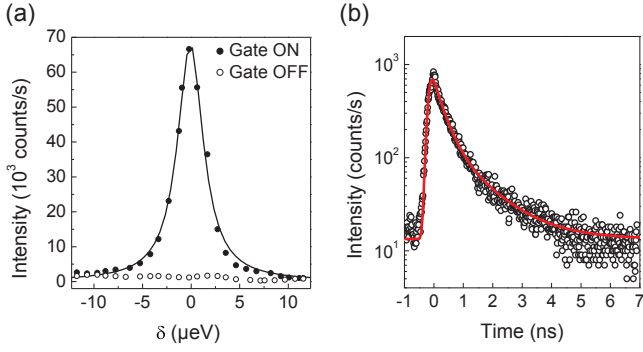 (a)
70
60
50
40
30
20
10
0
Intensity (10³ counts/s)
Gate ON
Gate OFF
-10 -5 0 5 10
δ (µeV)
(b)
10³
10²
10¹
Intensity (counts/s)
-1 0 1 2 3 4 5 6 7
Time (ns)